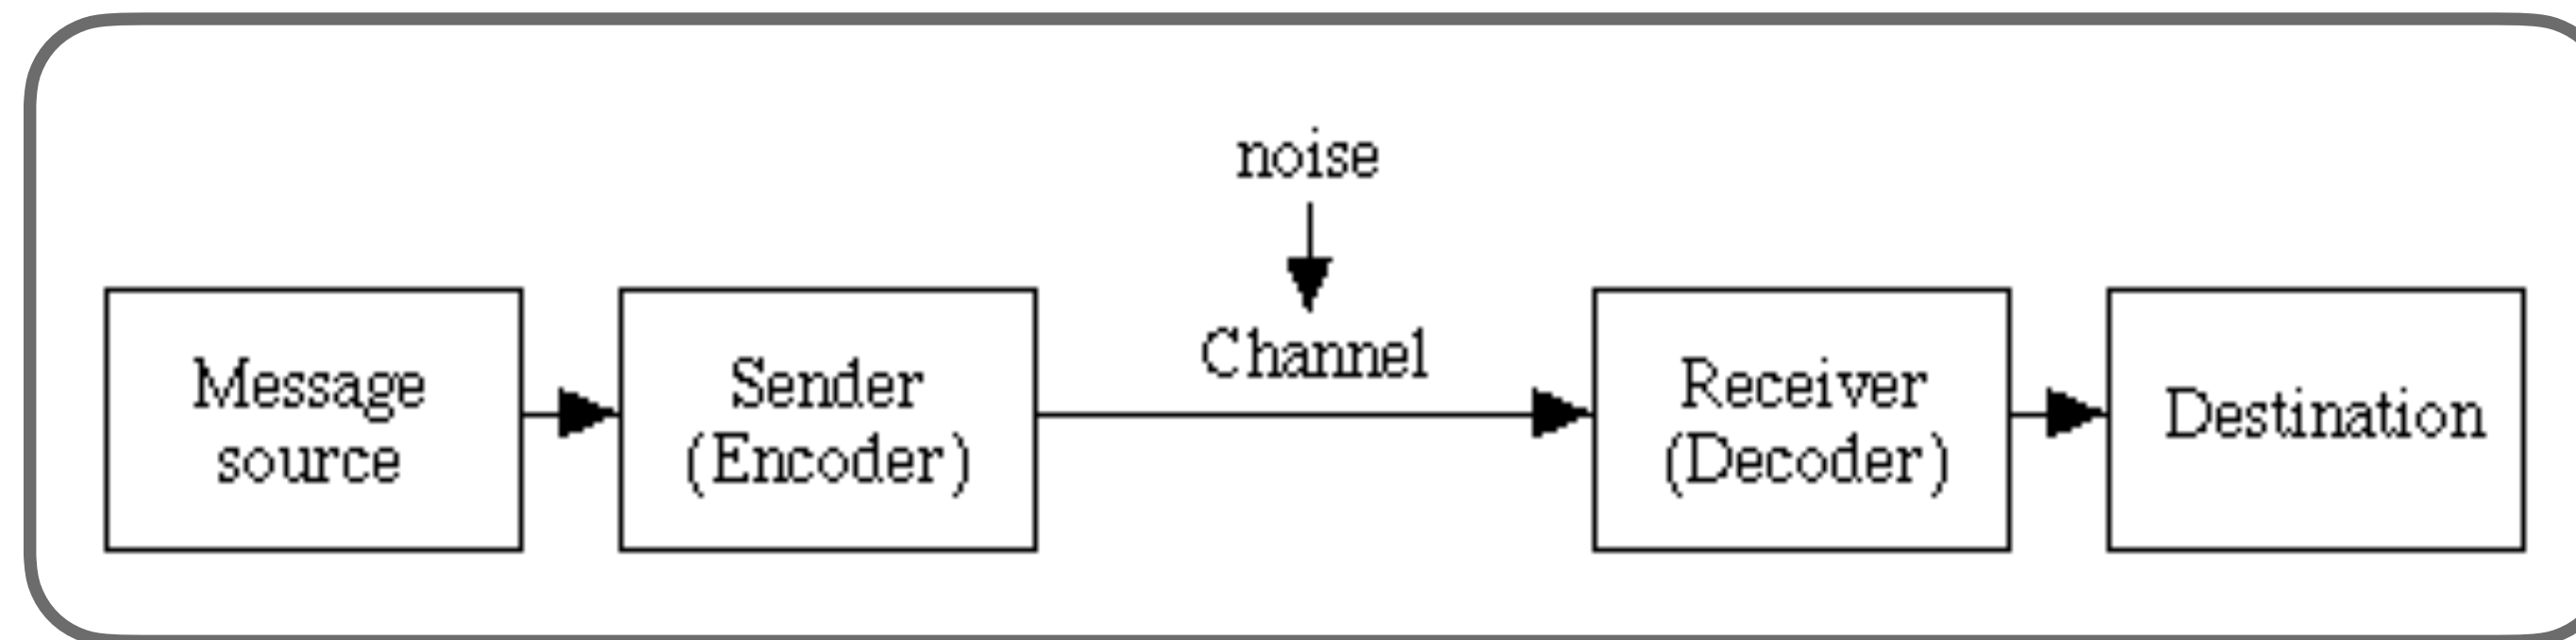 noise
Channel
Message
source
Sender
(Encoder)
Receiver
(Decoder)
Destination